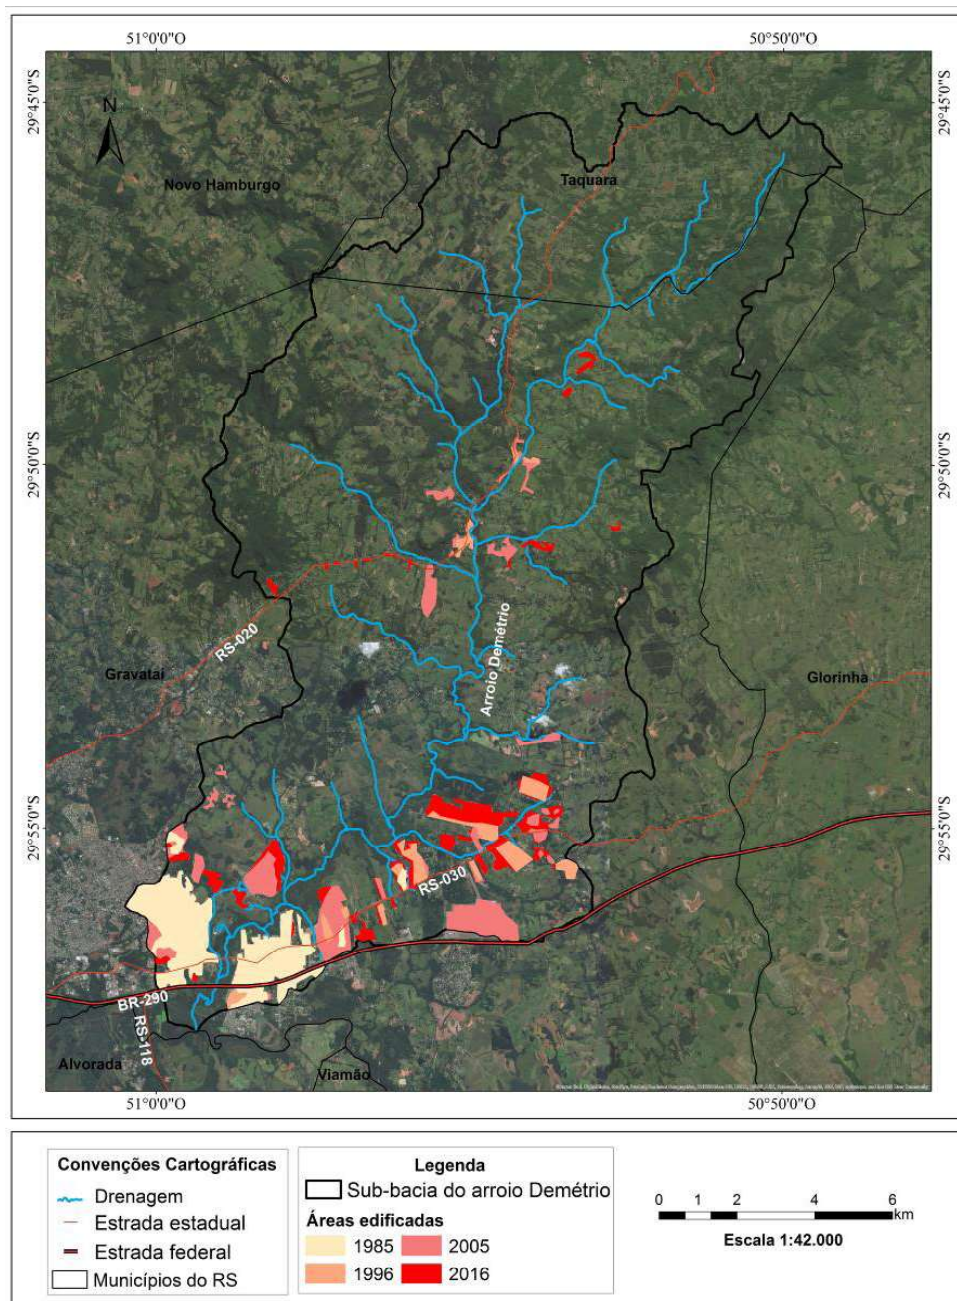 51°0'0"O 50°50'0"O
29°45'0"S 29°45'0"S
N
Novo Hamburgo
Taquara
29°50'0"S 29°50'0"S
Arroio Demétrio
RS-020
Gravataí
Glorinha
29°55'0"S 29°55'0"S
RS-030
BR-290
RS-118
Alvorada
Viamão
51°0'0"O 50°50'0"O
Convenções Cartográficas
Drenagem
Estrada estadual
Estrada federal
Municípios do RS
Legenda
Sub-bacia do arroio Demétrio
Áreas edificadas
1985 2005
1996 2016
0 1 2 4 6
km
Escala 1:42.000